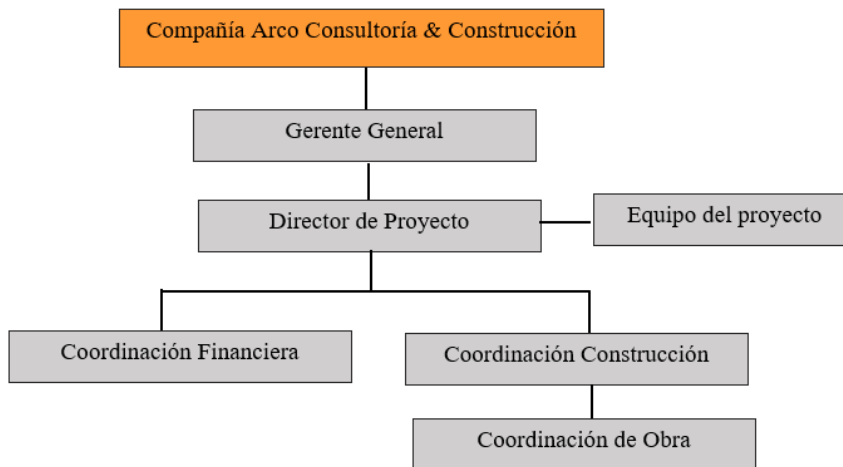 Compañía Arco Consultoría & Construcción
Gerente General
Director de Proyecto
Equipo del proyecto
Coordinación Financiera
Coordinación Construcción
Coordinación de Obra